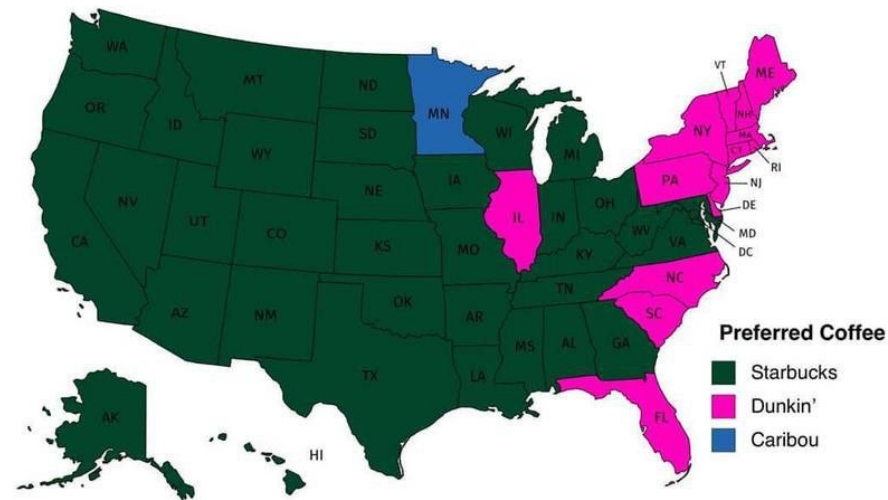 WA
MT
ND
MN
OR
ID
SD
WI
MI
WY
NE
IA
NV
UT
CO
KS
MO
IL
IN
OH
CA
AZ
NM
OK
AR
KY
WV
VA
TN
NC
SC
MS
AL
GA
TX
LA
FL
AK
HI
VT
ME
NH
NY
MA
CT
RI
PA
NJ
DE
MD
DC
Preferred Coffee
Starbucks
Dunkin’
Caribou